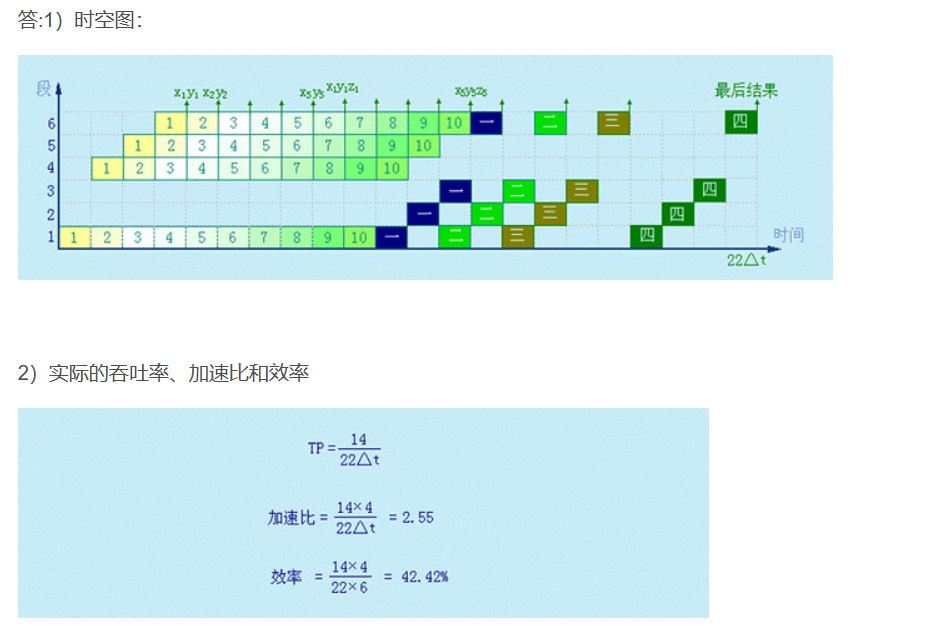 答:1）时空图：
段
x₁y₁ x₂y₂ x₅y₅ x₁y₁z₁ 最后结果
6 1 2 3 4 5 6 7 8 9 10 一 二 三 四
5 1 2 3 4 5 6 7 8 9 10
4 1 2 3 4 5 6 7 8 9 10
3 一 二 三 四
2 一 二 三 四
1 1 2 3 4 5 6 7 8 9 10 一 二 三 四 时间
22△t
2）实际的吞吐率、加速比和效率
TP = 14 / 22△t
加速比 = 14×4 / 22△t = 2.55
效率 = 14×4 / 22×6 = 42.42%